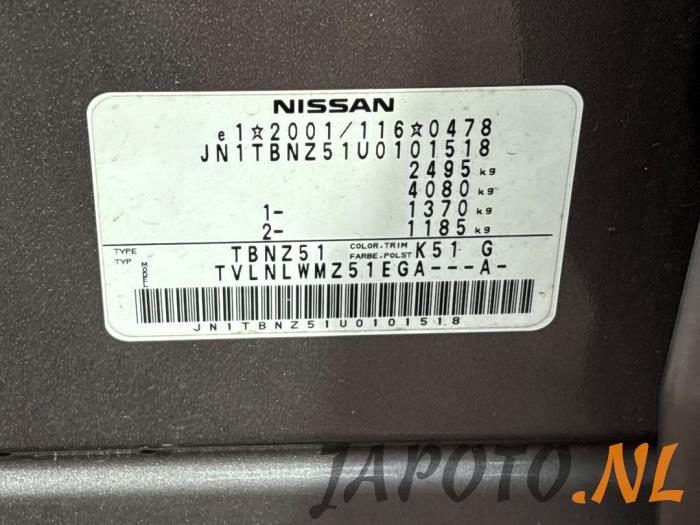 NISSAN
e1☆2001/116☆0478
JN1TBNZ51U0101518
2495 kg
4080 kg
1- 1370 kg
2- 1185 kg
TYPE TBNZ51 COLOR,TRIM K51 G
TYP MODEL TVLNLWMZ51EGA---A- FARBE,POLST
JN1TBNZ51U0101518
JAPOTO.NL